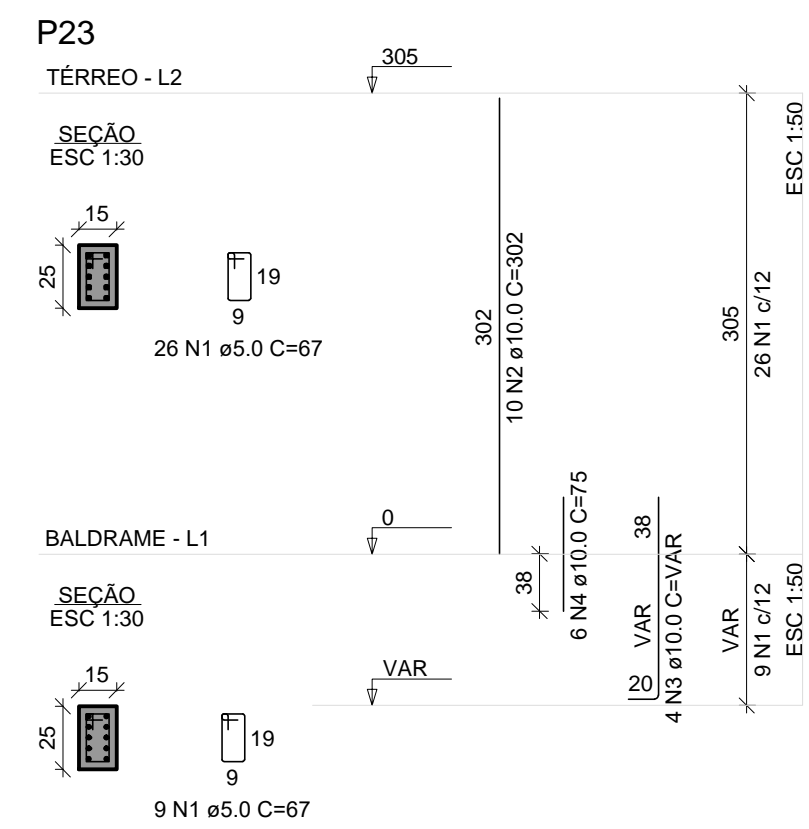 P23
TÉRREO - L2
305
SEÇÃO
ESC 1:30
15
25
19
9
26 N1 ø5.0 C=67
302
10 N2 ø10.0 C=302
305
26 N1 c/12
ESC 1:50
BALDRAME - L1
0
SEÇÃO
ESC 1:30
15
25
19
9
9 N1 ø5.0 C=67
VAR
38
6 N4 ø10.0 C=75
38
VAR
20
4 N3 ø10.0 C=VAR
VAR
9 N1 c/12
ESC 1:50